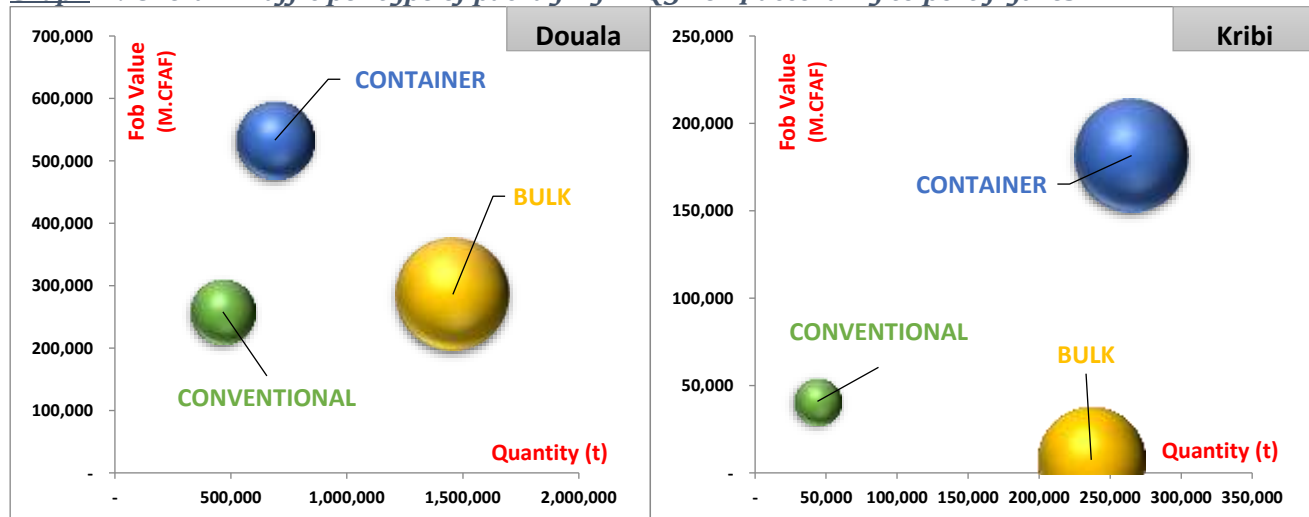 Douala
700,000
600,000
500,000
400,000
300,000
200,000
100,000
-
Fob Value
(M.CFAF)
CONTAINER
BULK
CONVENTIONAL
Quantity (t)
- 500,000 1,000,000 1,500,000 2,000,000
Kribi
250,000
200,000
150,000
100,000
50,000
-
Fob Value
(M.CFAF)
CONTAINER
CONVENTIONAL
BULK
Quantity (t)
- 50,000 100,000 150,000 200,000 250,000 300,000 350,000